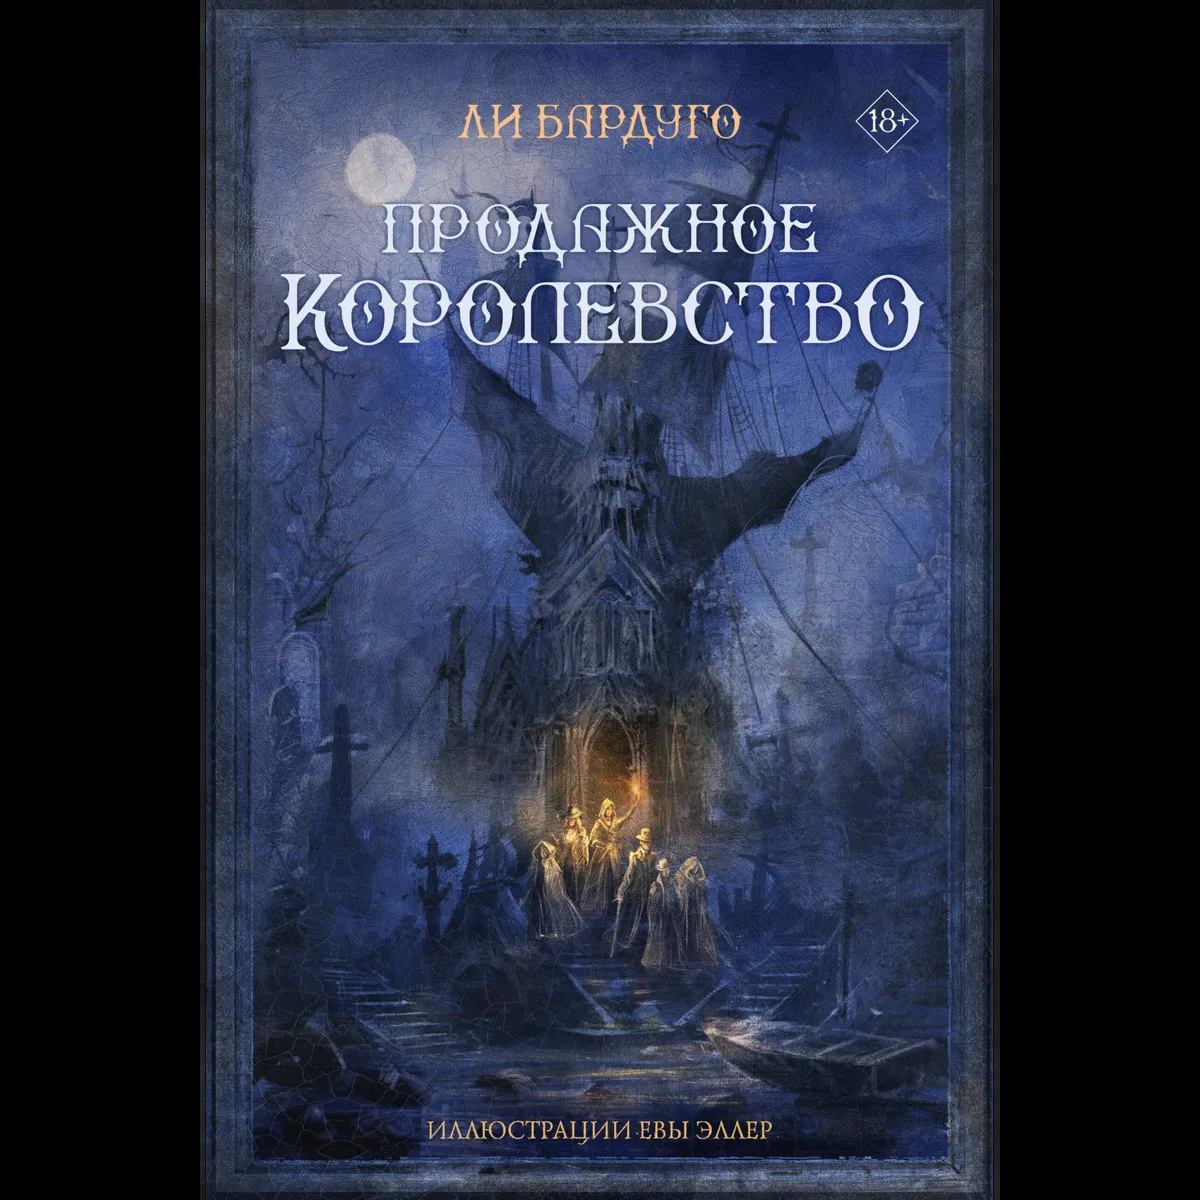 ЛИ БАРДУГО
18+
ПРОДАЖНОЕ
КОРОЛЕВСТВО
ИЛЛЮСТРАЦИИ ЕВЫ ЭЛЛЕР